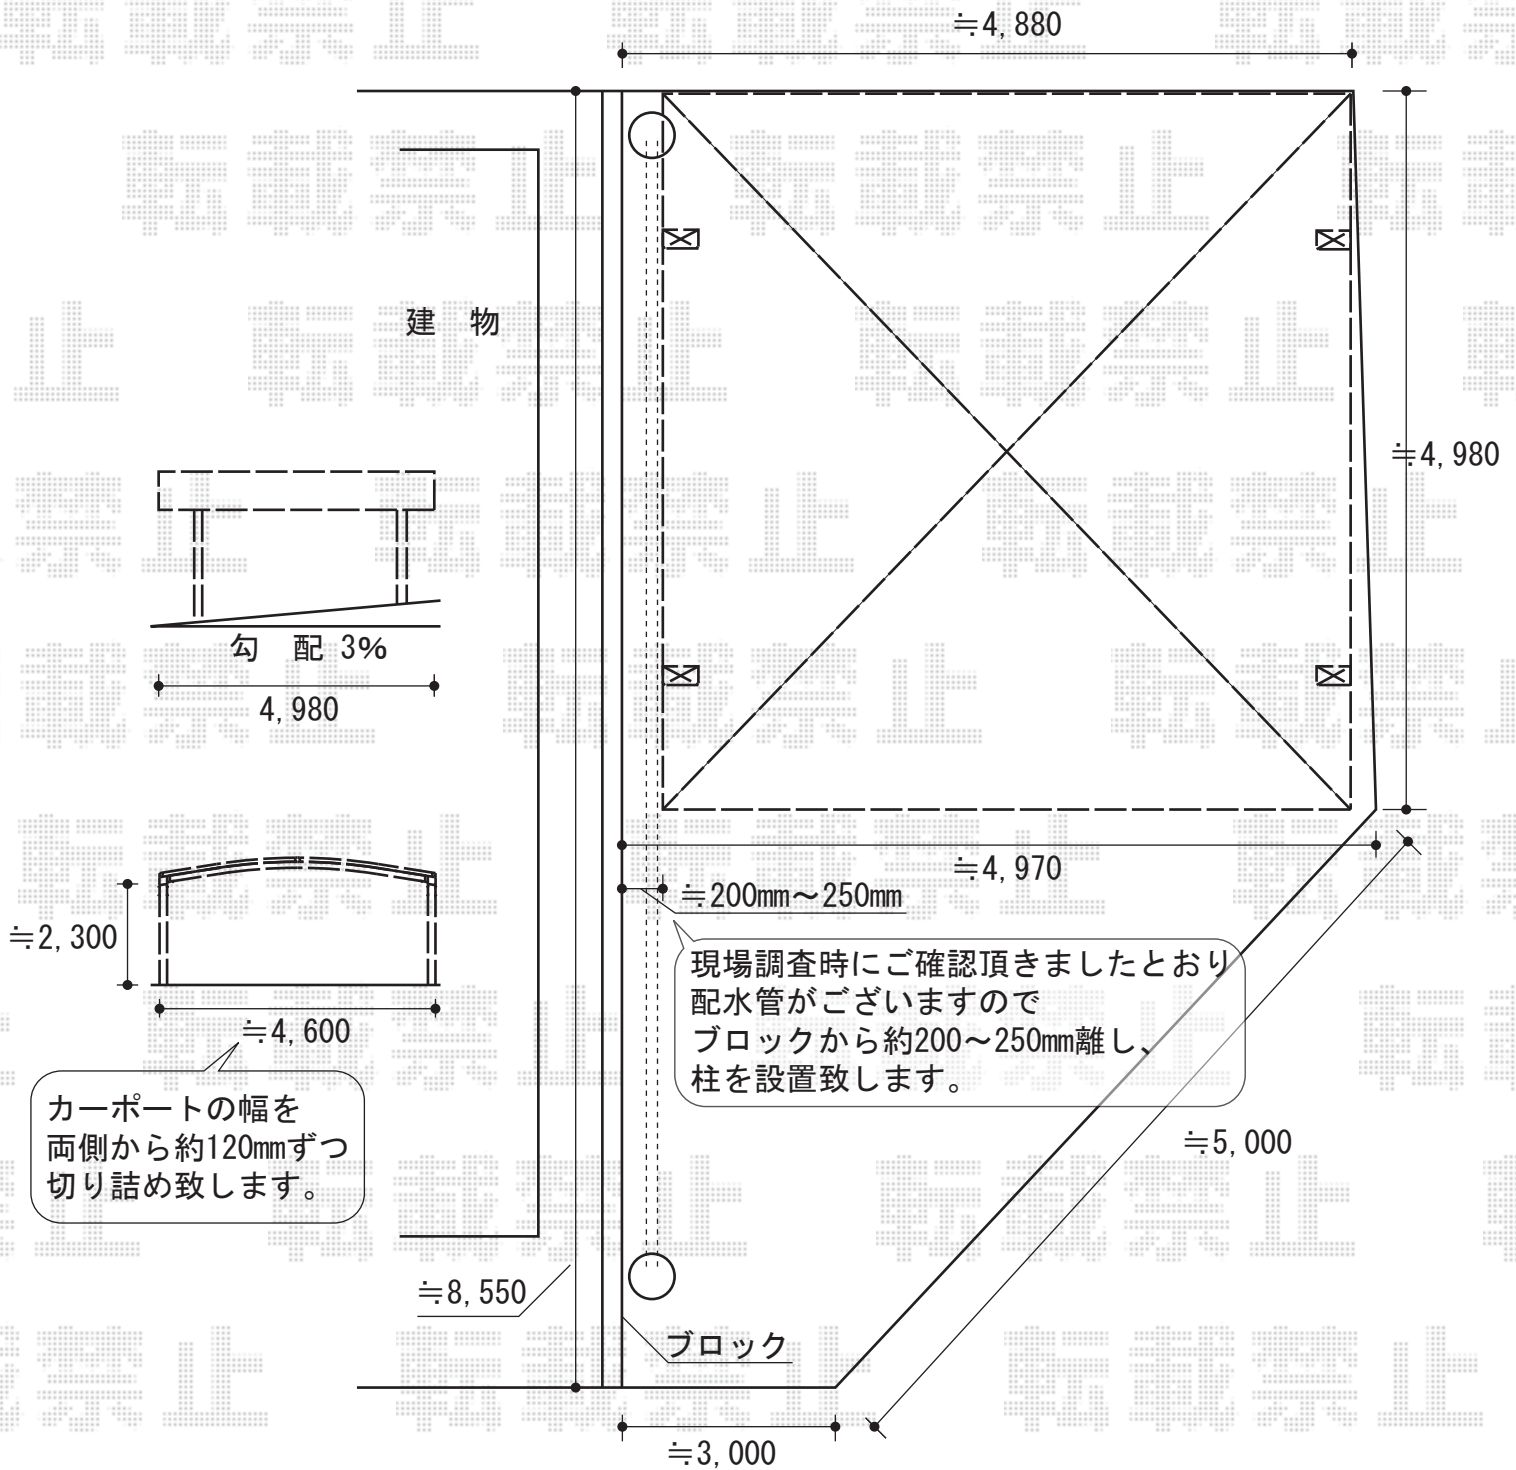 ≒4,880
建 物
≒4,980
勾 配 3%
4,980
≒4,970
≒200mm～250mm
≒2,300
現場調査時にご確認頂きましたとおり
配水管がございますので
ブロックから約200～250mm離し、
柱を設置致します。
≒4,600
カーポートの幅を
両側から約120mmずつ
切り詰め致します。
≒5,000
≒8,550
ブロック
≒3,000
転載禁止